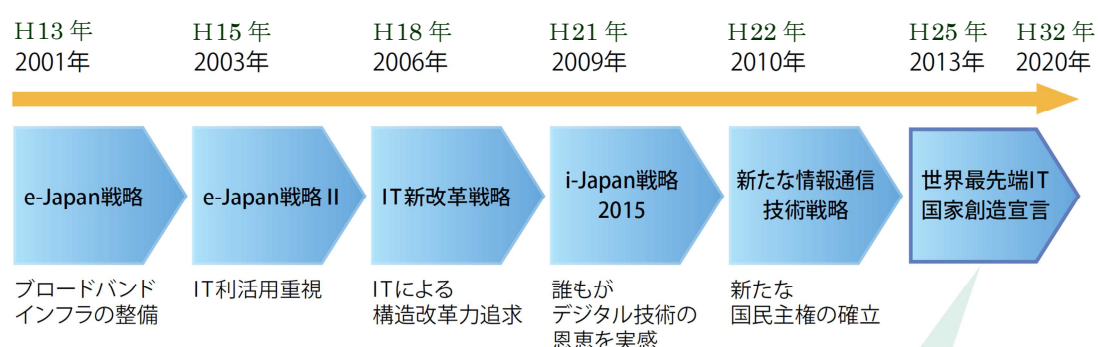 H13年
2001年
H15年
2003年
H18年
2006年
H21年
2009年
H22年
2010年
H25年
2013年
H32年
2020年
e-Japan戦略
e-Japan戦略Ⅱ
IT新改革戦略
i-Japan戦略
2015
新たな情報通信
技術戦略
世界最先端IT
国家創造宣言
ブロードバンド
インフラの整備
IT利活用重視
ITによる
構造改革力追求
誰もが
デジタル技術の
恩恵を実感
新たな
国民主権の確立